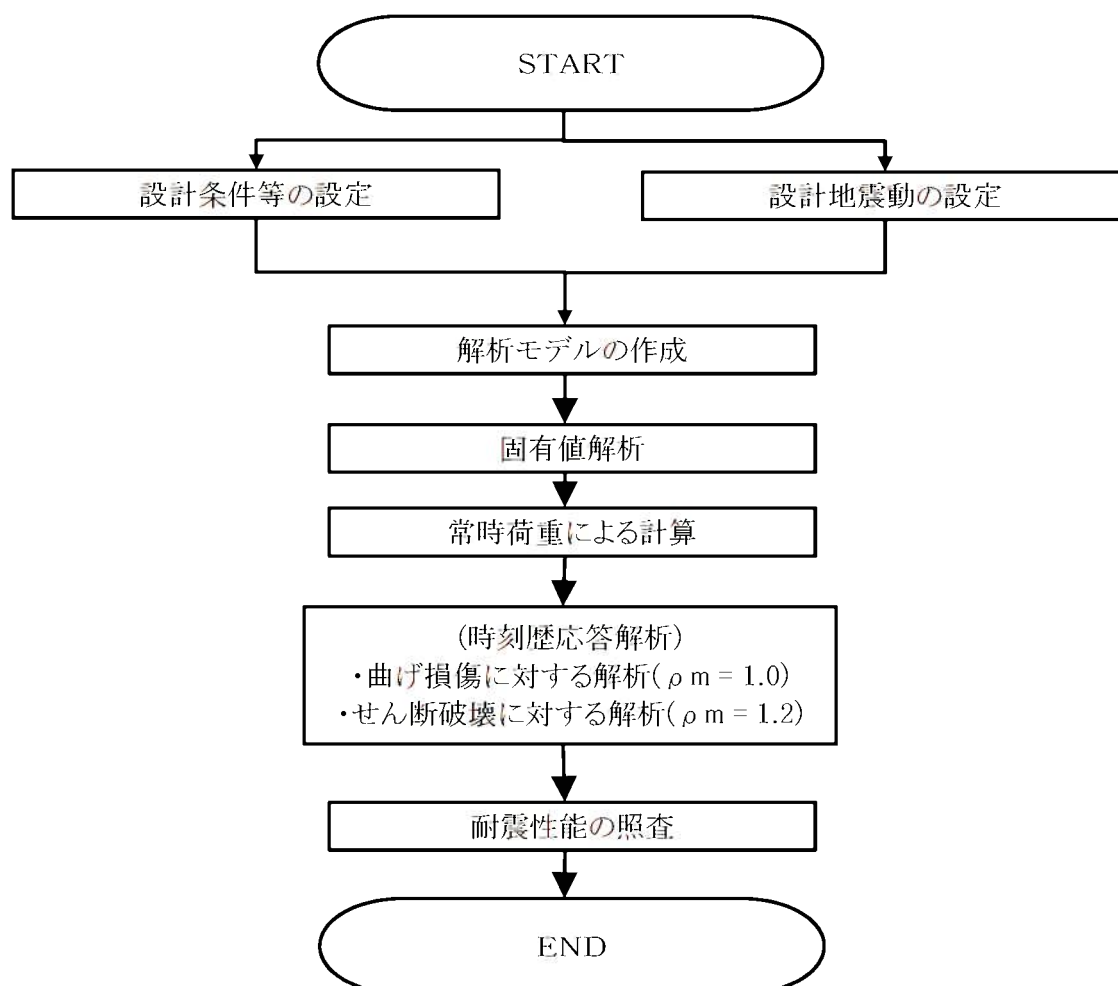 START
設計条件等の設定
設計地震動の設定
解析モデルの作成
固有値解析
常時荷重による計算
(時刻歴応答解析)
・曲げ損傷に対する解析(ρm = 1.0)
・せん断破壊に対する解析(ρm = 1.2)
耐震性能の照査
END